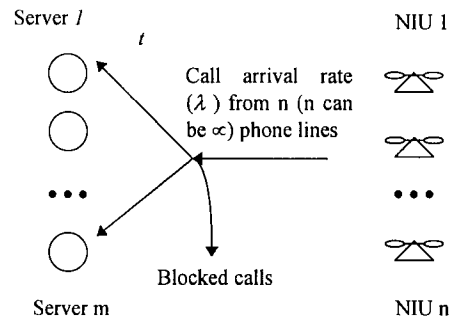 Server 1
NIU 1
t
Call arrival rate
(λ) from n (n can
be ∝) phone lines
Blocked calls
Server m
NIU n